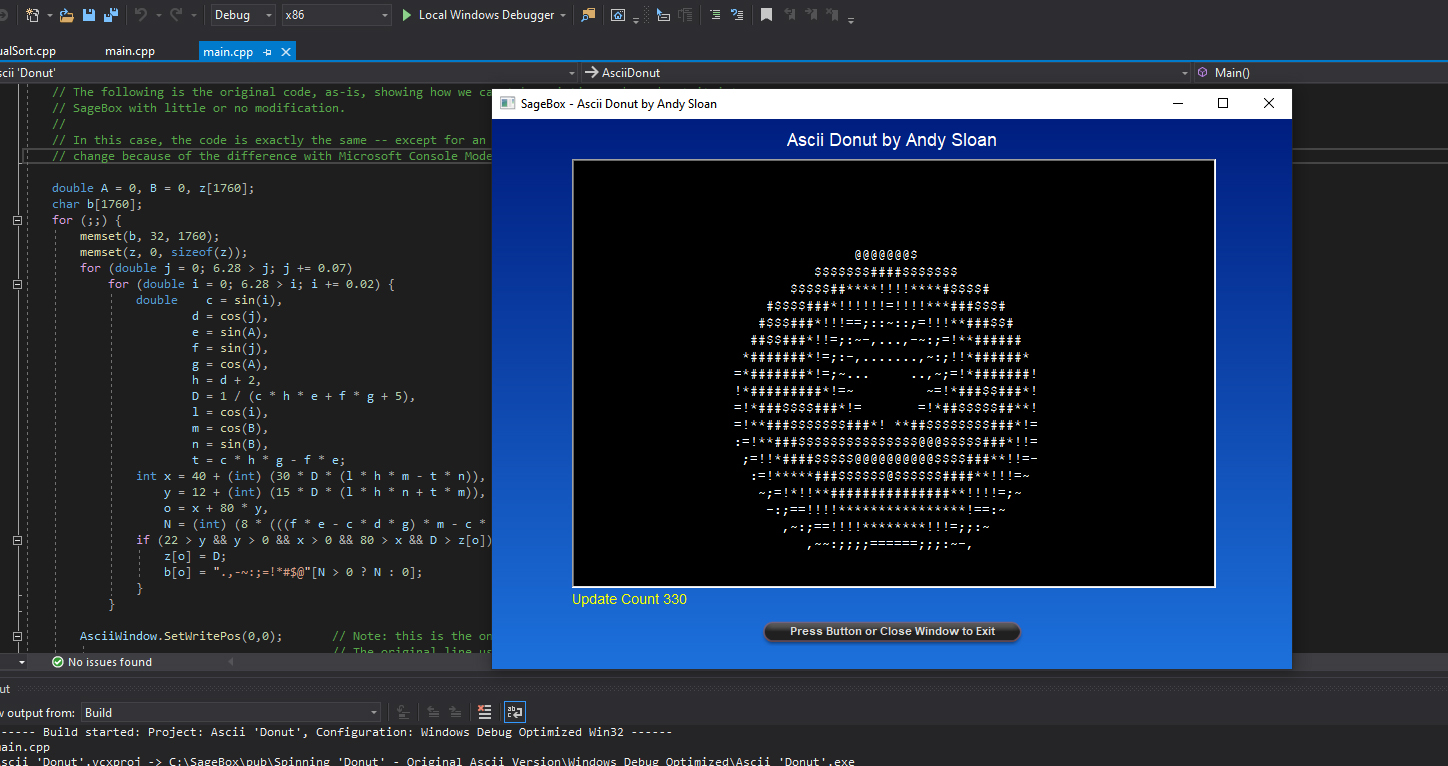 Debug
x86
Local Windows Debugger
ualSort.cpp
main.cpp
main.cpp
scii 'Donut'
AsciiDonut
Main()
// The following is the original code, as-is, showing how we ca
// SageBox with little or no modification.
//
// In this case, the code is exactly the same -- except for an
// change because of the difference with Microsoft Console Mode
double A = 0, B = 0, z[1760];
char b[1760];
for (;;) {
memset(b, 32, 1760);
memset(z, 0, sizeof(z));
for (double j = 0; 6.28 > j; j += 0.07)
for (double i = 0; 6.28 > i; i += 0.02) {
double    c = sin(i),
d = cos(j),
e = sin(A),
f = sin(j),
g = cos(A),
h = d + 2,
D = 1 / (c * h * e + f * g + 5),
l = cos(i),
m = cos(B),
n = sin(B),
t = c * h * g - f * e;
int x = 40 + (int) (30 * D * (l * h * m - t * n)),
y = 12 + (int) (15 * D * (l * h * n + t * m)),
o = x + 80 * y,
N = (int) (8 * (((f * e - c * d * g) * m - c *
if (22 > y && y > 0 && x > 0 && 80 > x && D > z[o])
z[o] = D;
b[o] = ".,-~:;=!*#$@"[N > 0 ? N : 0];
}
}
AsciiWindow.SetWritePos(0,0);       // Note: this is the on
// The original line us
SageBox - Ascii Donut by Andy Sloan
Ascii Donut by Andy Sloan
@@@@@@@$
$$$$$$$####$$$$$$$
$$$$$##****!!!!****#$$$$#
#$$$$###*!!!!!!=!!!!***###$$$#
#$$$###*!!!==;::~::;=!!!**###$$#
##$$###*!!=;:~-,...,-~:;=!**######
*#######*!=;:-,.......,~:;!!*######*
=*#######*!=;~...     ..,~;=!*#######!
!*#########*!=~         ~=!*###$$###*!
=!*###$$$$###*!=       =!*##$$$$$##**!
=!**###$$$$$$$###*! **##$$$$$$$$###*!=
:=!**###$$$$$$$$$$$$$$$@@@$$$$$###*!!=
;=!!*####$$$$$@@@@@@@@@@$$$$###**!!=-
:=!*****###$$$$$$@$$$$$$####**!!!=~
~;=!*!!**###############**!!!!=;~
-:;==!!!!****************!==:~
,~:;==!!!!********!!!=;;:~
,~~:;;;;======;;;:~-,
Update Count 330
Press Button or Close Window to Exit
No issues found
ut
w output from:
Build
----- Build started: Project: Ascii 'Donut', Configuration: Windows Debug Optimized Win32 ------
main.cpp
scii 'Donut'.vcxproj -> C:\SageBox\pub\Spinning 'Donut' - Original Ascii Version\Windows Debug Optimized\Ascii 'Donut'.exe